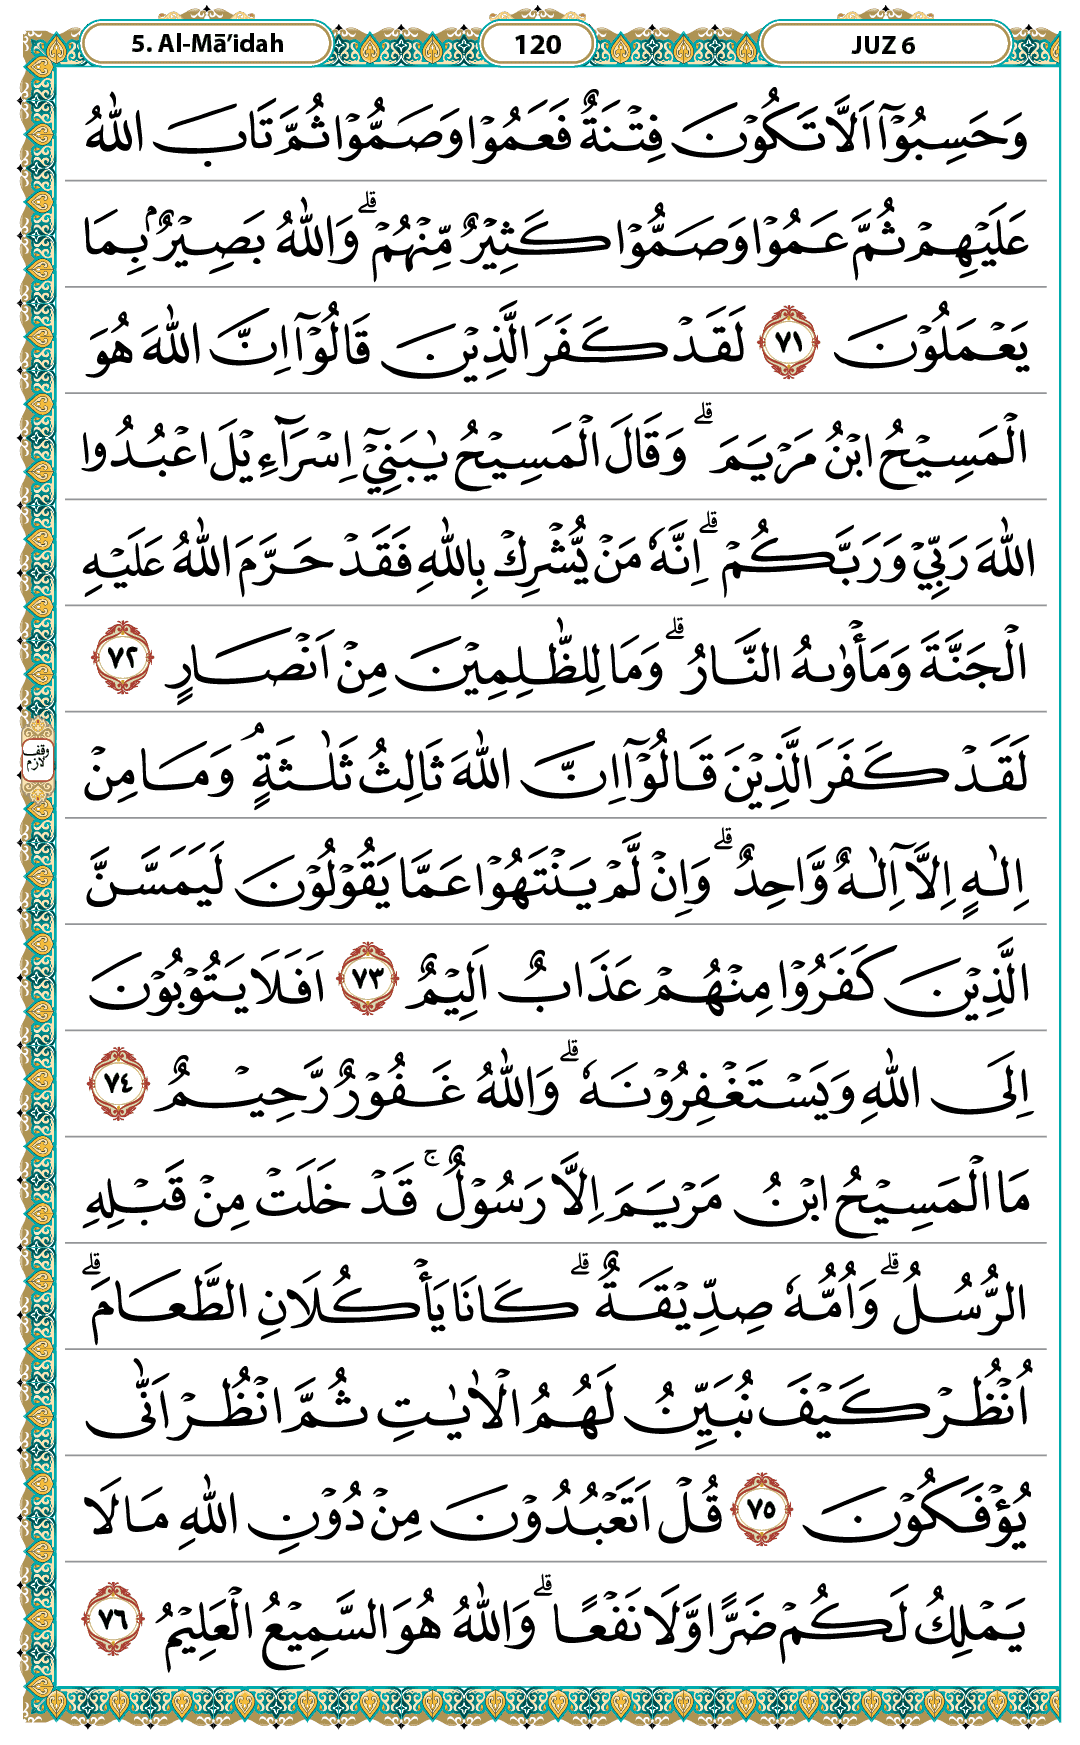 5. Al-Mā’idah
120
JUZ 6
وَحَسِبُوْٓا اَلَّا تَكُوْنَ فِتْنَةٌ فَعَمُوْا وَصَمُّوْا ثُمَّ تَابَ اللّٰهُ
عَلَيْهِمْ ثُمَّ عَمُوْا وَصَمُّوْا كَثِيْرٌ مِّنْهُمْۗ وَاللّٰهُ بَصِيْرٌۢ بِمَا
يَعْمَلُوْنَ ٧١ لَقَدْ كَفَرَ الَّذِيْنَ قَالُوْٓا اِنَّ اللّٰهَ هُوَ
الْمَسِيْحُ ابْنُ مَرْيَمَۗ وَقَالَ الْمَسِيْحُ يٰبَنِيْٓ اِسْرَاۤءِيْلَ اعْبُدُوا
اللّٰهَ رَبِّيْ وَرَبَّكُمْۗ اِنَّهٗ مَنْ يُّشْرِكْ بِاللّٰهِ فَقَدْ حَرَّمَ اللّٰهُ عَلَيْهِ
الْجَنَّةَ وَمَأْوٰىهُ النَّارُۗ وَمَا لِلظّٰلِمِيْنَ مِنْ اَنْصَارٍ ٧٢
لَقَدْ كَفَرَ الَّذِيْنَ قَالُوْٓا اِنَّ اللّٰهَ ثَالِثُ ثَلٰثَةٍۘ وَمَا مِنْ
وقف لازم
اِلٰهٍ اِلَّآ اِلٰهٌ وَّاحِدٌۗ وَاِنْ لَّمْ يَنْتَهُوْا عَمَّا يَقُوْلُوْنَ لَيَمَسَّنَّ
الَّذِيْنَ كَفَرُوْا مِنْهُمْ عَذَابٌ اَلِيْمٌ ٧٣ اَفَلَا يَتُوْبُوْنَ
اِلَى اللّٰهِ وَيَسْتَغْفِرُوْنَهٗۗ وَاللّٰهُ غَفُوْرٌ رَّحِيْمٌ ٧٤
مَا الْمَسِيْحُ ابْنُ مَرْيَمَ اِلَّا رَسُوْلٌۚ قَدْ خَلَتْ مِنْ قَبْلِهِ
الرُّسُلُۗ وَاُمُّهٗ صِدِّيْقَةٌۗ كَانَا يَأْكُلَانِ الطَّعَامَۗ
اُنْظُرْ كَيْفَ نُبَيِّنُ لَهُمُ الْاٰيٰتِ ثُمَّ انْظُرْ اَنّٰى
يُؤْفَكُوْنَ ٧٥ قُلْ اَتَعْبُدُوْنَ مِنْ دُوْنِ اللّٰهِ مَا لَا
يَمْلِكُ لَكُمْ ضَرًّا وَّلَا نَفْعًاۗ وَاللّٰهُ هُوَ السَّمِيْعُ الْعَلِيْمُ ٧٦